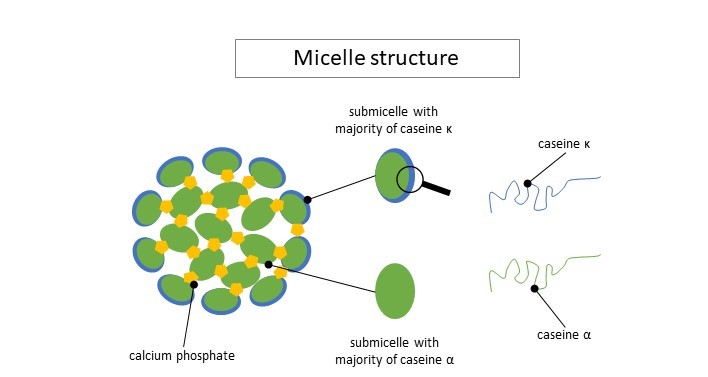 Micelle structure
submicelle with
majority of caseine κ
caseine κ
caseine α
submicelle with
majority of caseine α
calcium phosphate